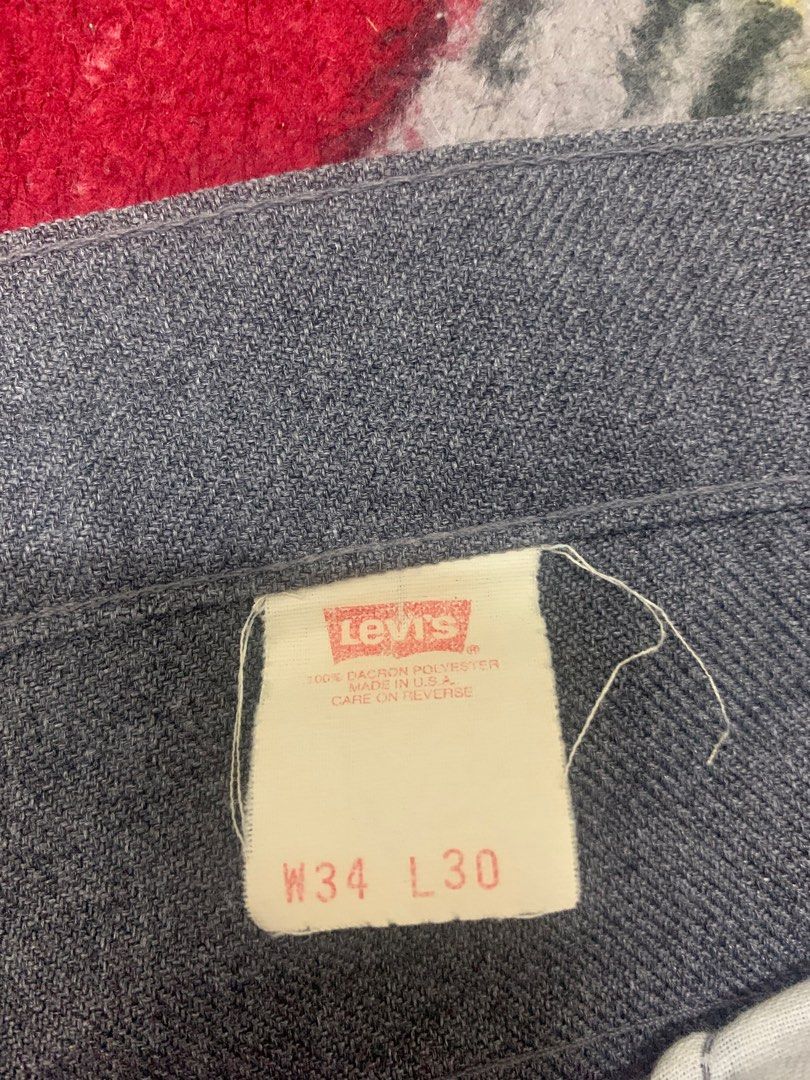 Levi's ®
100% DACRON POLYESTER
MADE IN U.S.A.
CARE ON REVERSE
W34 L30